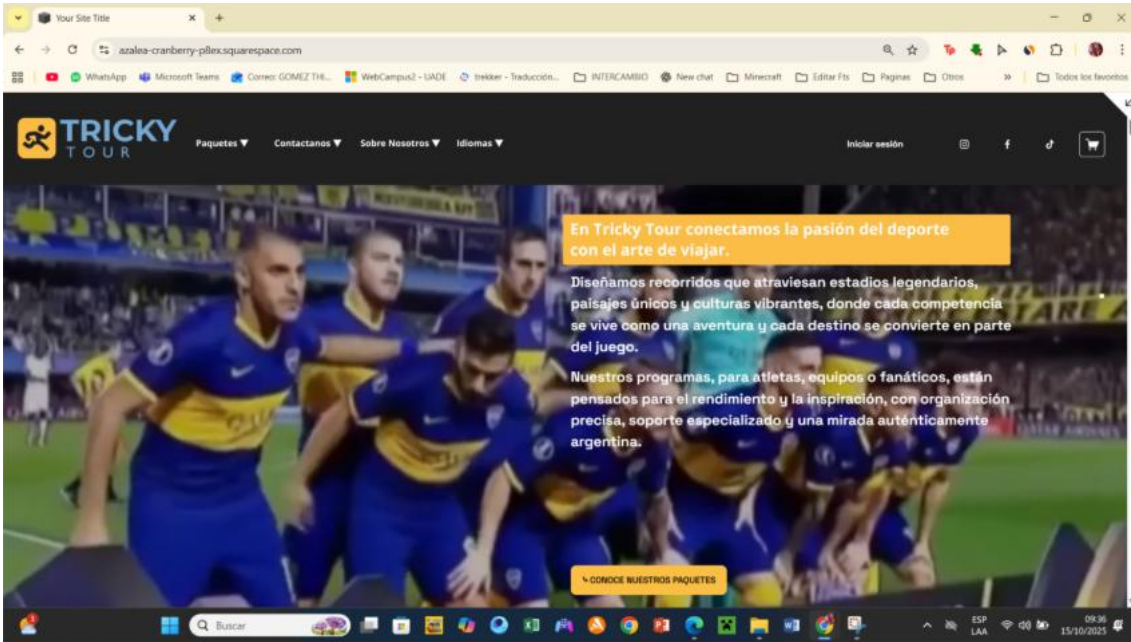 Your Site Title
azalea-cranberry-p8ex.squarespace.com
WhatsApp
Microsoft Teams
Correo: GOMEZ THI...
WebCampus2 - UADE
trekker - Traducción...
INTERCAMBIO
New chat
Minecraft
Editar Fts
Paginas
Otros
Todos los favoritos
TRICKY
TOUR
Paquetes ▼
Contactanos ▼
Sobre Nosotros ▼
Idiomas ▼
Iniciar sesión
En Tricky Tour conectamos la pasión del deporte
con el arte de viajar.
Diseñamos recorridos que atraviesan estadios legendarios,
paisajes únicos y culturas vibrantes, donde cada competencia
se vive como una aventura y cada destino se convierte en parte
del juego.
Nuestros programas, para atletas, equipos o fanáticos, están
pensados para el rendimiento y la inspiración, con organización
precisa, soporte especializado y una mirada auténticamente
argentina.
CONOCE NUESTROS PAQUETES
Buscar
ESP
LAA
09:36
15/10/2025